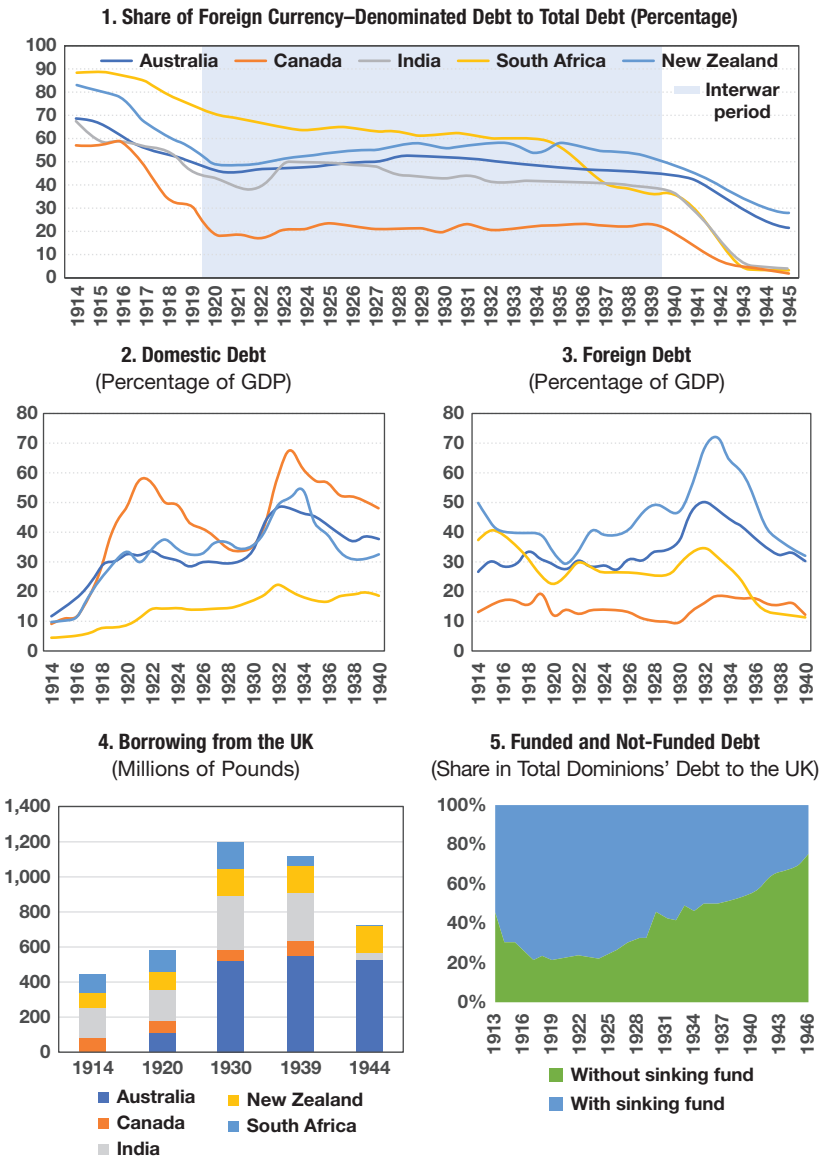 1. Share of Foreign Currency–Denominated Debt to Total Debt (Percentage)
100
90
80
70
60
50
40
30
20
10
0
Australia Canada India South Africa New Zealand
Interwar
period
1914 1915 1916 1917 1918 1919 1920 1921 1922 1923 1924 1925 1926 1927 1928 1929 1930 1931 1932 1933 1934 1935 1936 1937 1938 1939 1940 1941 1942 1943 1944 1945
2. Domestic Debt
(Percentage of GDP)
80
70
60
50
40
30
20
10
0
1914 1916 1918 1920 1922 1924 1926 1928 1930 1932 1934 1936 1938 1940
3. Foreign Debt
(Percentage of GDP)
80
70
60
50
40
30
20
10
0
1914 1916 1918 1920 1922 1924 1926 1928 1930 1932 1934 1936 1938 1940
4. Borrowing from the UK
(Millions of Pounds)
1,400
1,200
1,000
800
600
400
200
0
1914 1920 1930 1939 1944
Australia New Zealand
Canada South Africa
India
5. Funded and Not-Funded Debt
(Share in Total Dominions' Debt to the UK)
100%
80%
60%
40%
20%
0%
1913 1916 1919 1922 1925 1928 1931 1934 1937 1940 1943 1946
Without sinking fund
With sinking fund